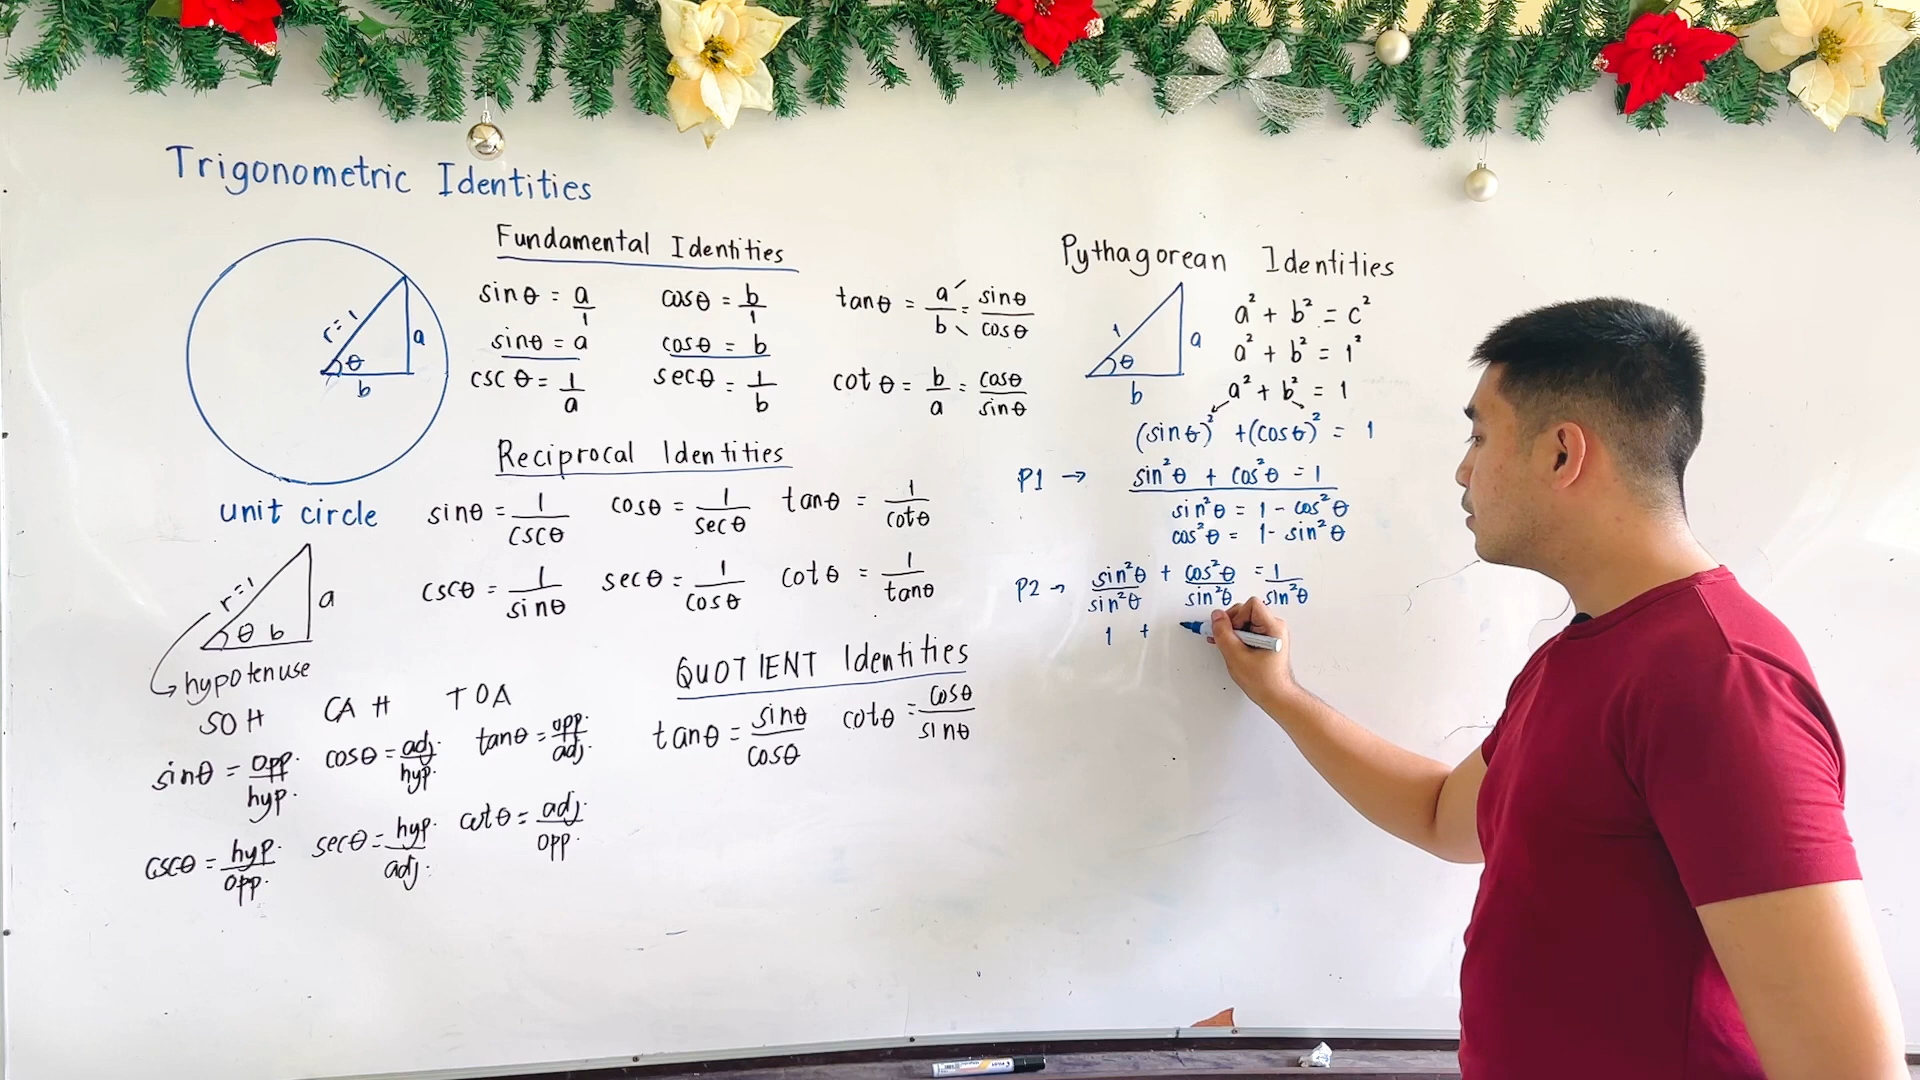 Trigonometric Identities
r=1
a
θ
b
unit circle
r=1
a
θ b
hypotenuse
SOH CAH TOA
sinθ = opp./hyp. cosθ = adj./hyp. tanθ = opp./adj.
cscθ = hyp./opp. secθ = hyp./adj. cotθ = adj./opp.
Fundamental Identities
sinθ = a/1 cosθ = b/1 tanθ = a/b = sinθ/cosθ
sinθ = a cosθ = b
cscθ = 1/a secθ = 1/b cotθ = b/a = cosθ/sinθ
Reciprocal Identities
sinθ = 1/cscθ cosθ = 1/secθ tanθ = 1/cotθ
cscθ = 1/sinθ secθ = 1/cosθ cotθ = 1/tanθ
QUOTIENT Identities
tanθ = sinθ/cosθ cotθ = cosθ/sinθ
Pythagorean Identities
1
a
θ
b
a² + b² = c²
a² + b² = 1²
a² + b² = 1
(sinθ)² + (cosθ)² = 1
P1 → sin²θ + cos²θ = 1
sin²θ = 1 - cos²θ
cos²θ = 1 - sin²θ
P2 → sin²θ/sin²θ + cos²θ/sin²θ = 1/sin²θ
1 +